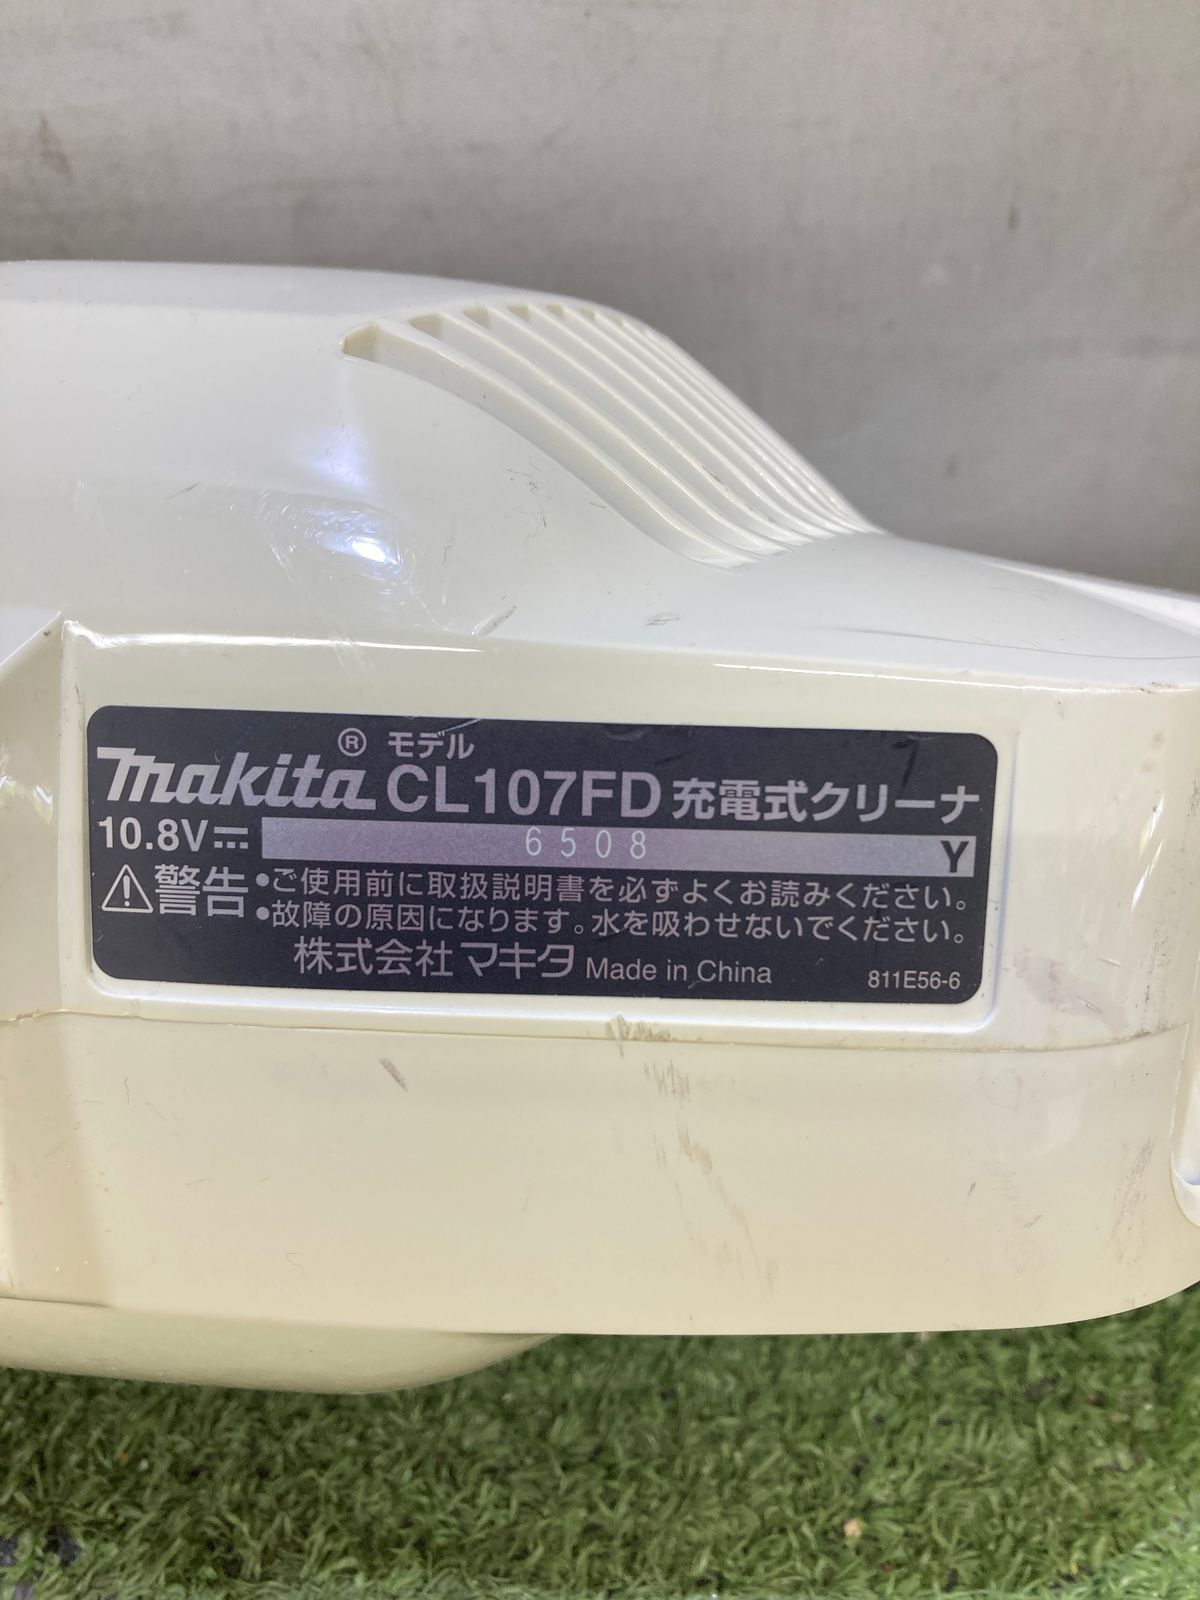 makita® モデル CL107FD 充電式クリーナ
10.8V⎓ 6508 Y
⚠警告 •ご使用前に取扱説明書を必ずよくお読みください。
•故障の原因になります。水を吸わせないでください。
株式会社マキタ Made in China 811E56-6